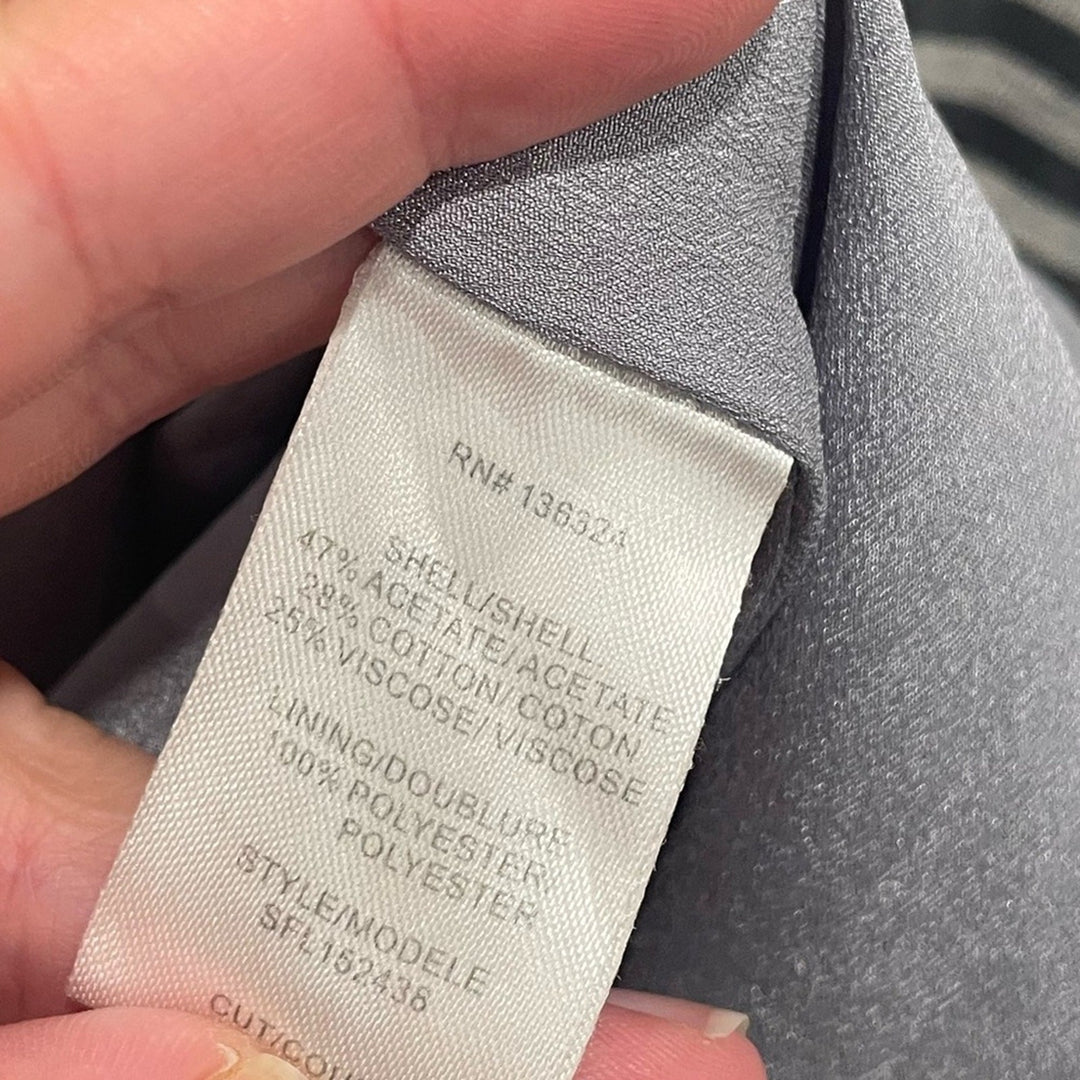 RN# 136324
SHELL/SHELL
47% ACETATE/ACETATE
28% COTTON/COTON
25% VISCOSE/VISCOSE
LINING/DOUBLURE
100% POLYESTER/
POLYESTER
STYLE/MODELE
SFL152436